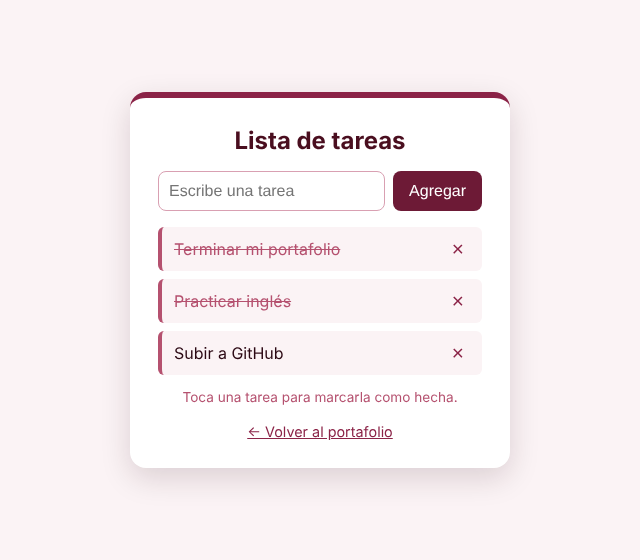 Lista de tareas
Escribe una tarea
Agregar
Terminar mi portafolio ×
Practicar inglés ×
Subir a GitHub ×
Toca una tarea para marcarla como hecha.
← Volver al portafolio